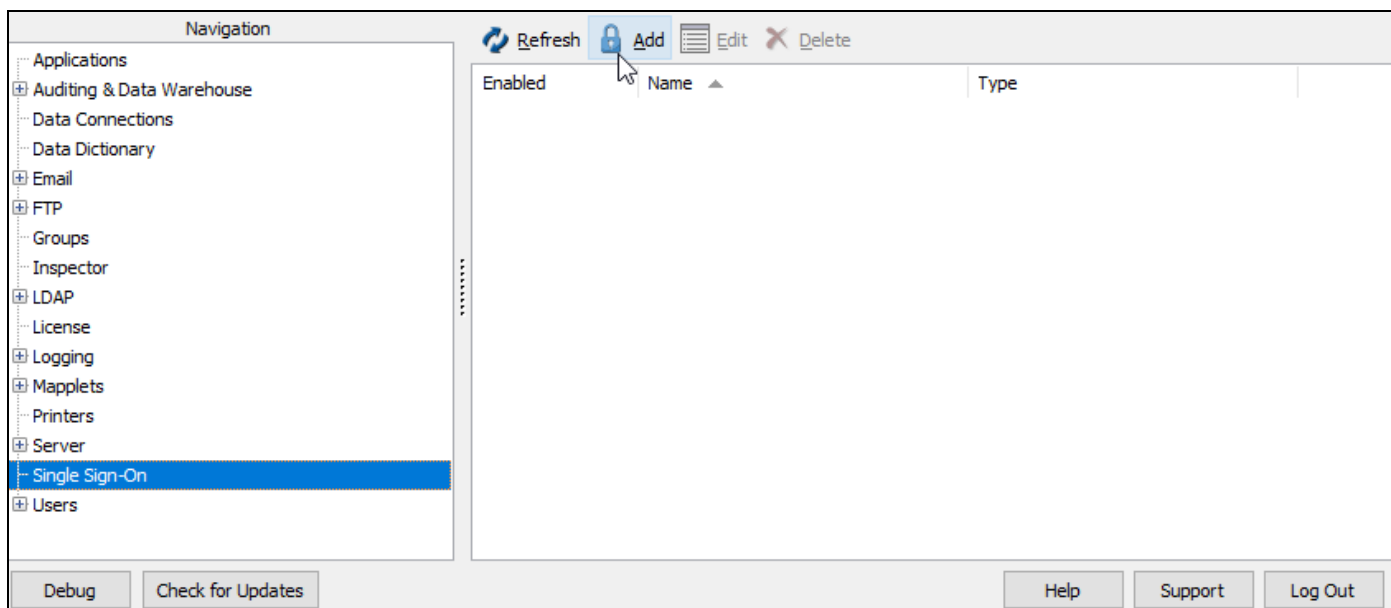 Navigation
Applications
Auditing & Data Warehouse
Data Connections
Data Dictionary
Email
FTP
Groups
Inspector
LDAP
License
Logging
Mapplets
Printers
Server
Single Sign-On
Users
Refresh Add Edit Delete
Enabled Name Type
Debug Check for Updates Help Support Log Out